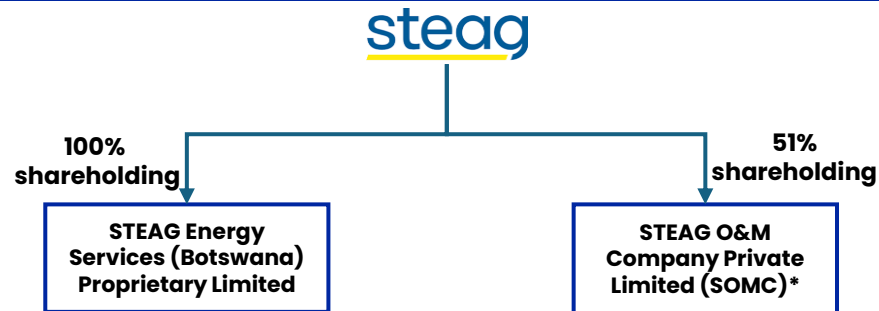 steag
100%
shareholding
51%
shareholding
STEAG Energy
Services (Botswana)
Proprietary Limited
STEAG O&M
Company Private
Limited (SOMC)*